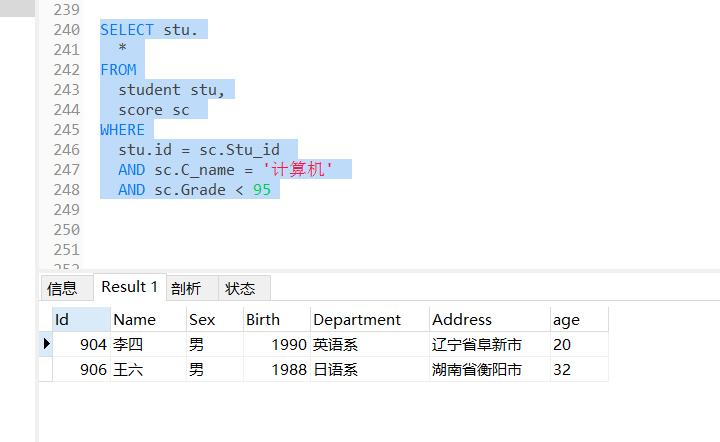 239
240 SELECT stu.
241 *
242 FROM
243 student stu,
244 score sc
245 WHERE
246 stu.id = sc.Stu_id
247 AND sc.C_name = '计算机'
248 AND sc.Grade < 95
249
250
251
252
信息 Result 1 剖析 状态
Id Name Sex Birth Department Address age
904 李四 男 1990 英语系 辽宁省阜新市 20
906 王六 男 1988 日语系 湖南省衡阳市 32